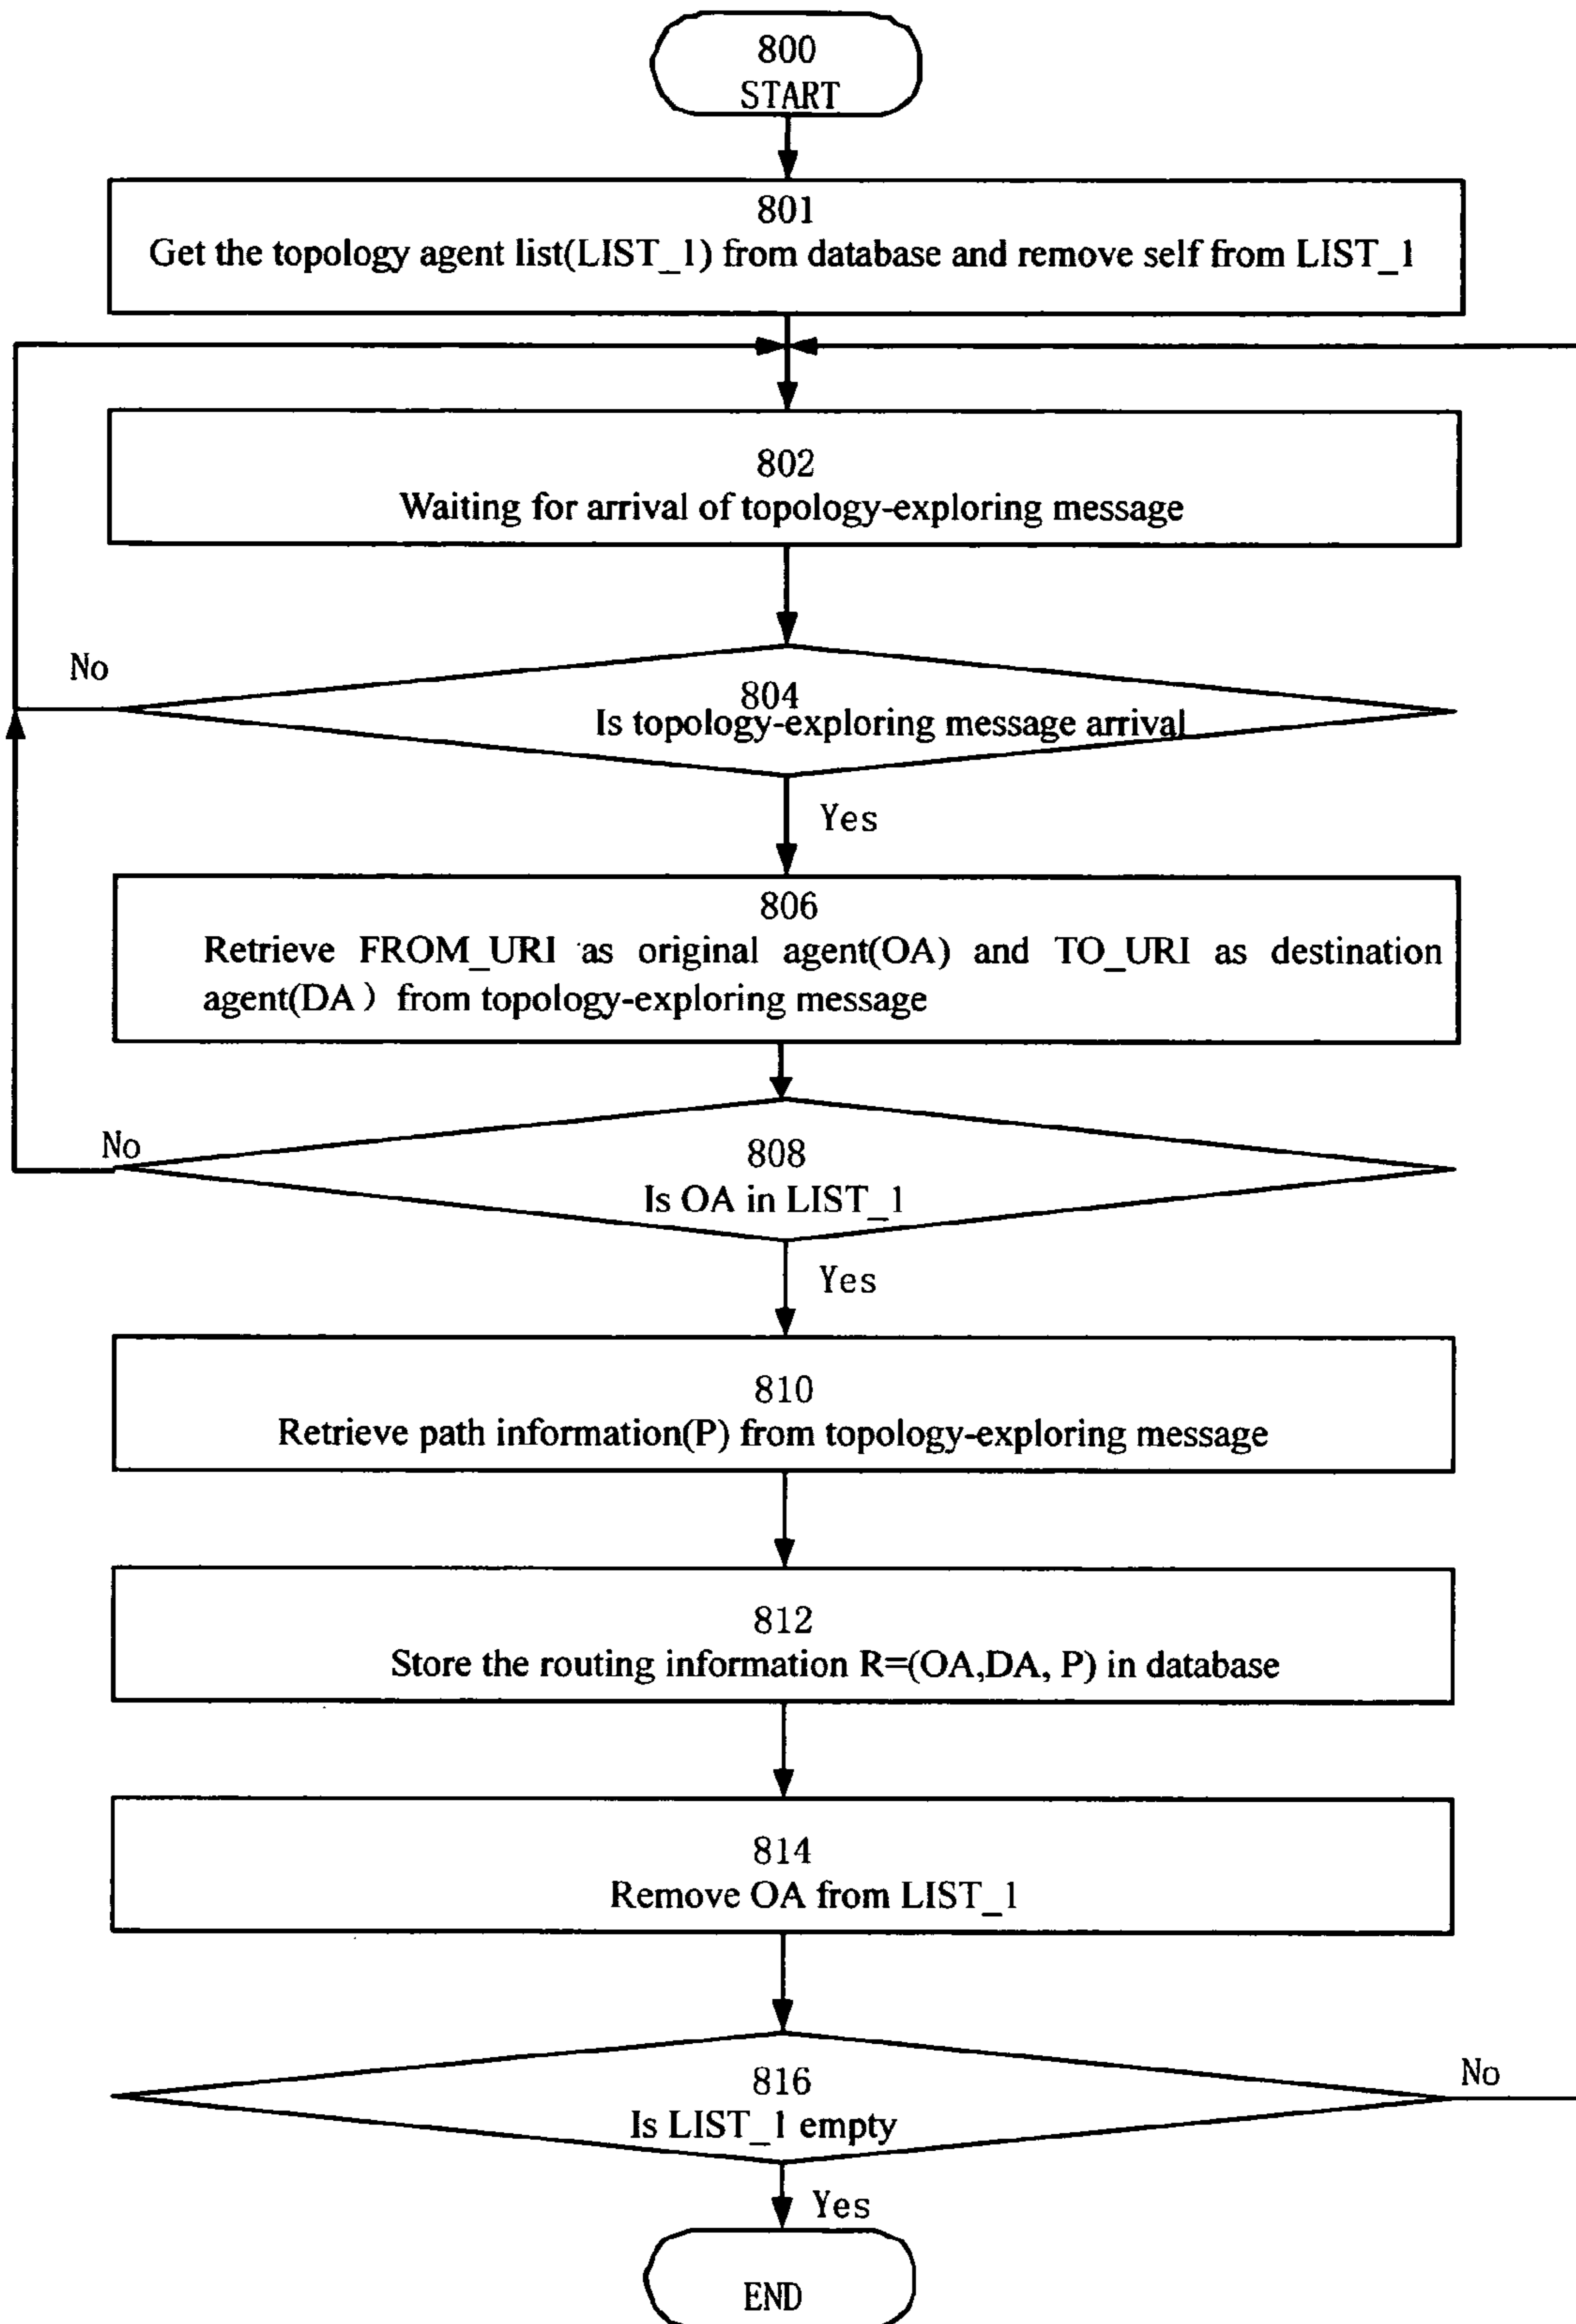 800
START
801
Get the topology agent list(LIST_1) from database and remove self from LIST_1
802
Waiting for arrival of topology-exploring message
No
804
Is topology-exploring message arrival
Yes
806
Retrieve FROM_URI as original agent(OA) and TO_URI as destination
agent(DA) from topology-exploring message
No
808
Is OA in LIST_1
Yes
810
Retrieve path information(P) from topology-exploring message
812
Store the routing information R=(OA,DA, P) in database
814
Remove OA from LIST_1
816
No
Is LIST_1 empty
Yes
END